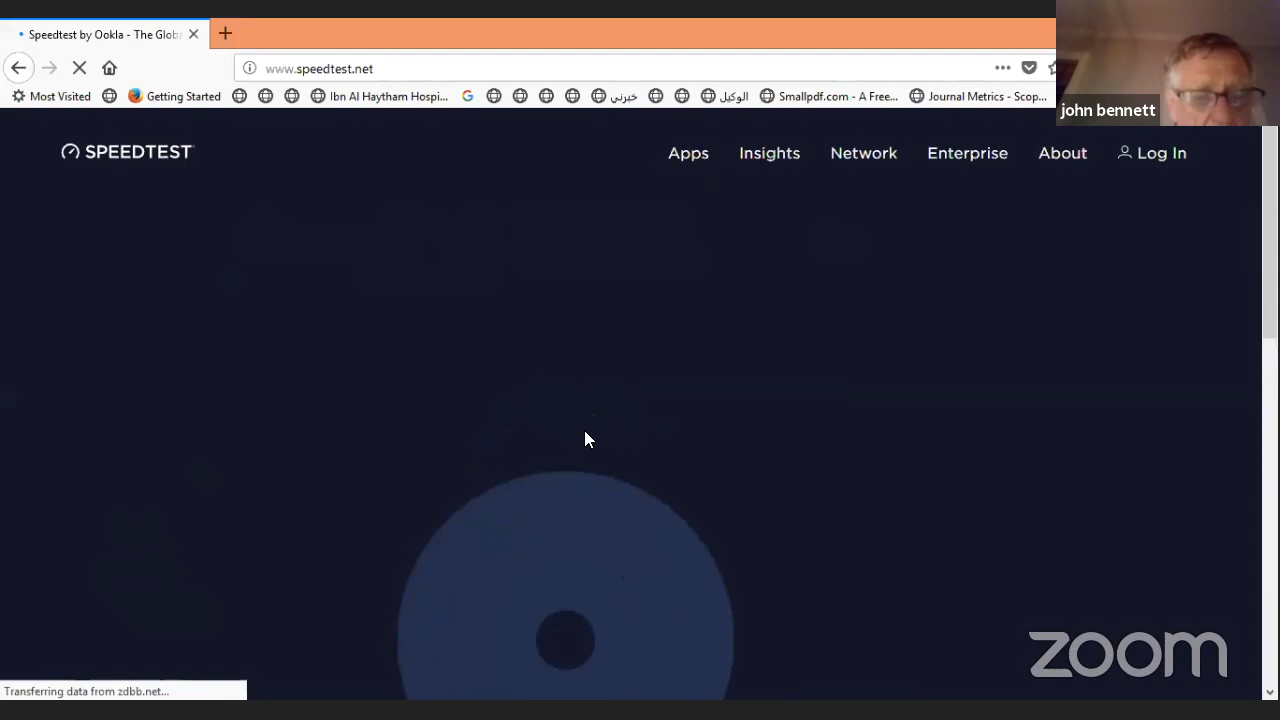 Speedtest by Ookla - The Globa
www.speedtest.net
Most Visited Getting Started Ibn Al Haytham Hospi... خبرني الوكيل Smallpdf.com - A Free... Journal Metrics - Scop...
john bennett
SPEEDTEST Apps Insights Network Enterprise About Log In
zoom
Transferring data from zdbb.net...